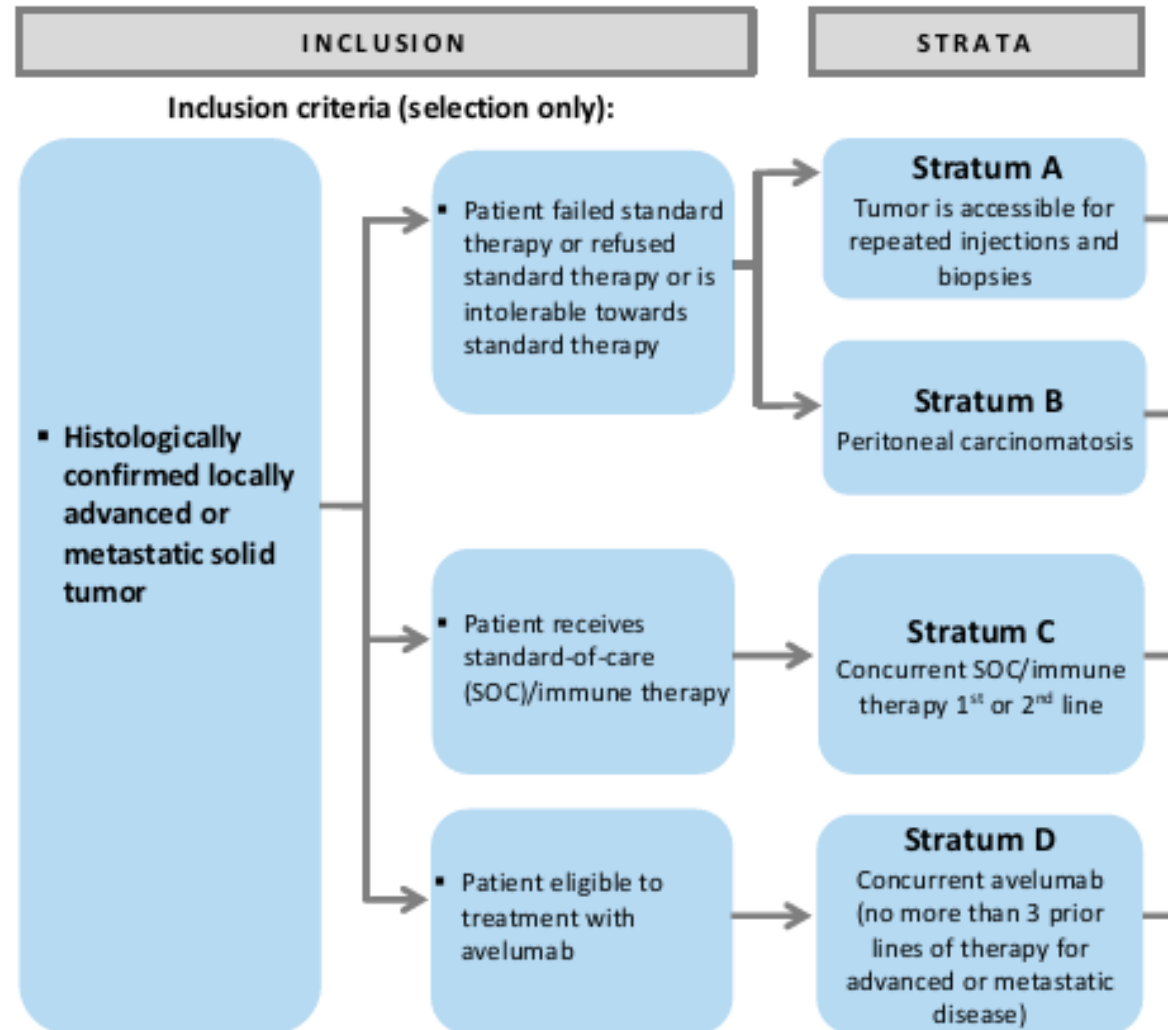 INCLUSION
STRATA
Inclusion criteria (selection only):
▪ Histologically
confirmed locally
advanced or
metastatic solid
tumor
▪ Patient failed standard
therapy or refused
standard therapy or is
intolerable towards
standard therapy
Stratum A
Tumor is accessible for
repeated injections and
biopsies
Stratum B
Peritoneal carcinomatosis
▪ Patient receives
standard-of-care
(SOC)/immune therapy
Stratum C
Concurrent SOC/immune
therapy 1st or 2nd line
▪ Patient eligible to
treatment with
avelumab
Stratum D
Concurrent avelumab
(no more than 3 prior
lines of therapy for
advanced or metastatic
disease)